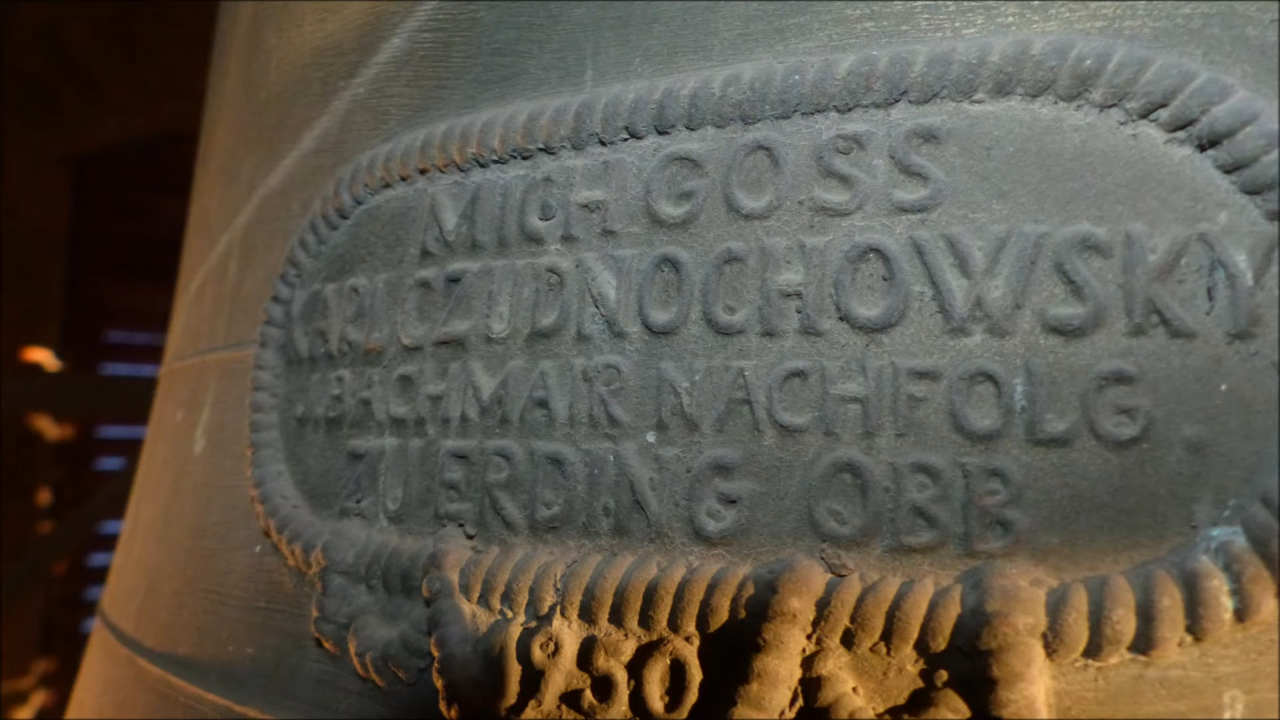 MICH GOSS
KARL CZUDNOCHOWSKY
J. BACHMAIR NACHFOLG.
ZU ERDING OBB
1950